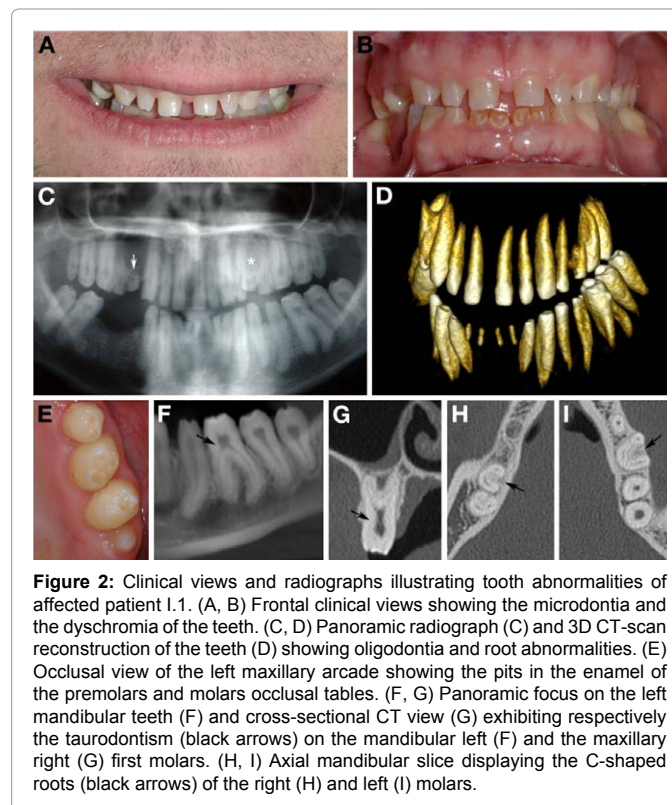 A
B
C
*
D
E
F
G
H
I
Figure 2: Clinical views and radiographs illustrating tooth abnormalities of
affected patient I.1. (A, B) Frontal clinical views showing the microdontia and
the dyschromia of the teeth. (C, D) Panoramic radiograph (C) and 3D CT-scan
reconstruction of the teeth (D) showing oligodontia and root abnormalities. (E)
Occlusal view of the left maxillary arcade showing the pits in the enamel of
the premolars and molars occlusal tables. (F, G) Panoramic focus on the left
mandibular teeth (F) and cross-sectional CT view (G) exhibiting respectively
the taurodontism (black arrows) on the mandibular left (F) and the maxillary
right (G) first molars. (H, I) Axial mandibular slice displaying the C-shaped
roots (black arrows) of the right (H) and left (I) molars.